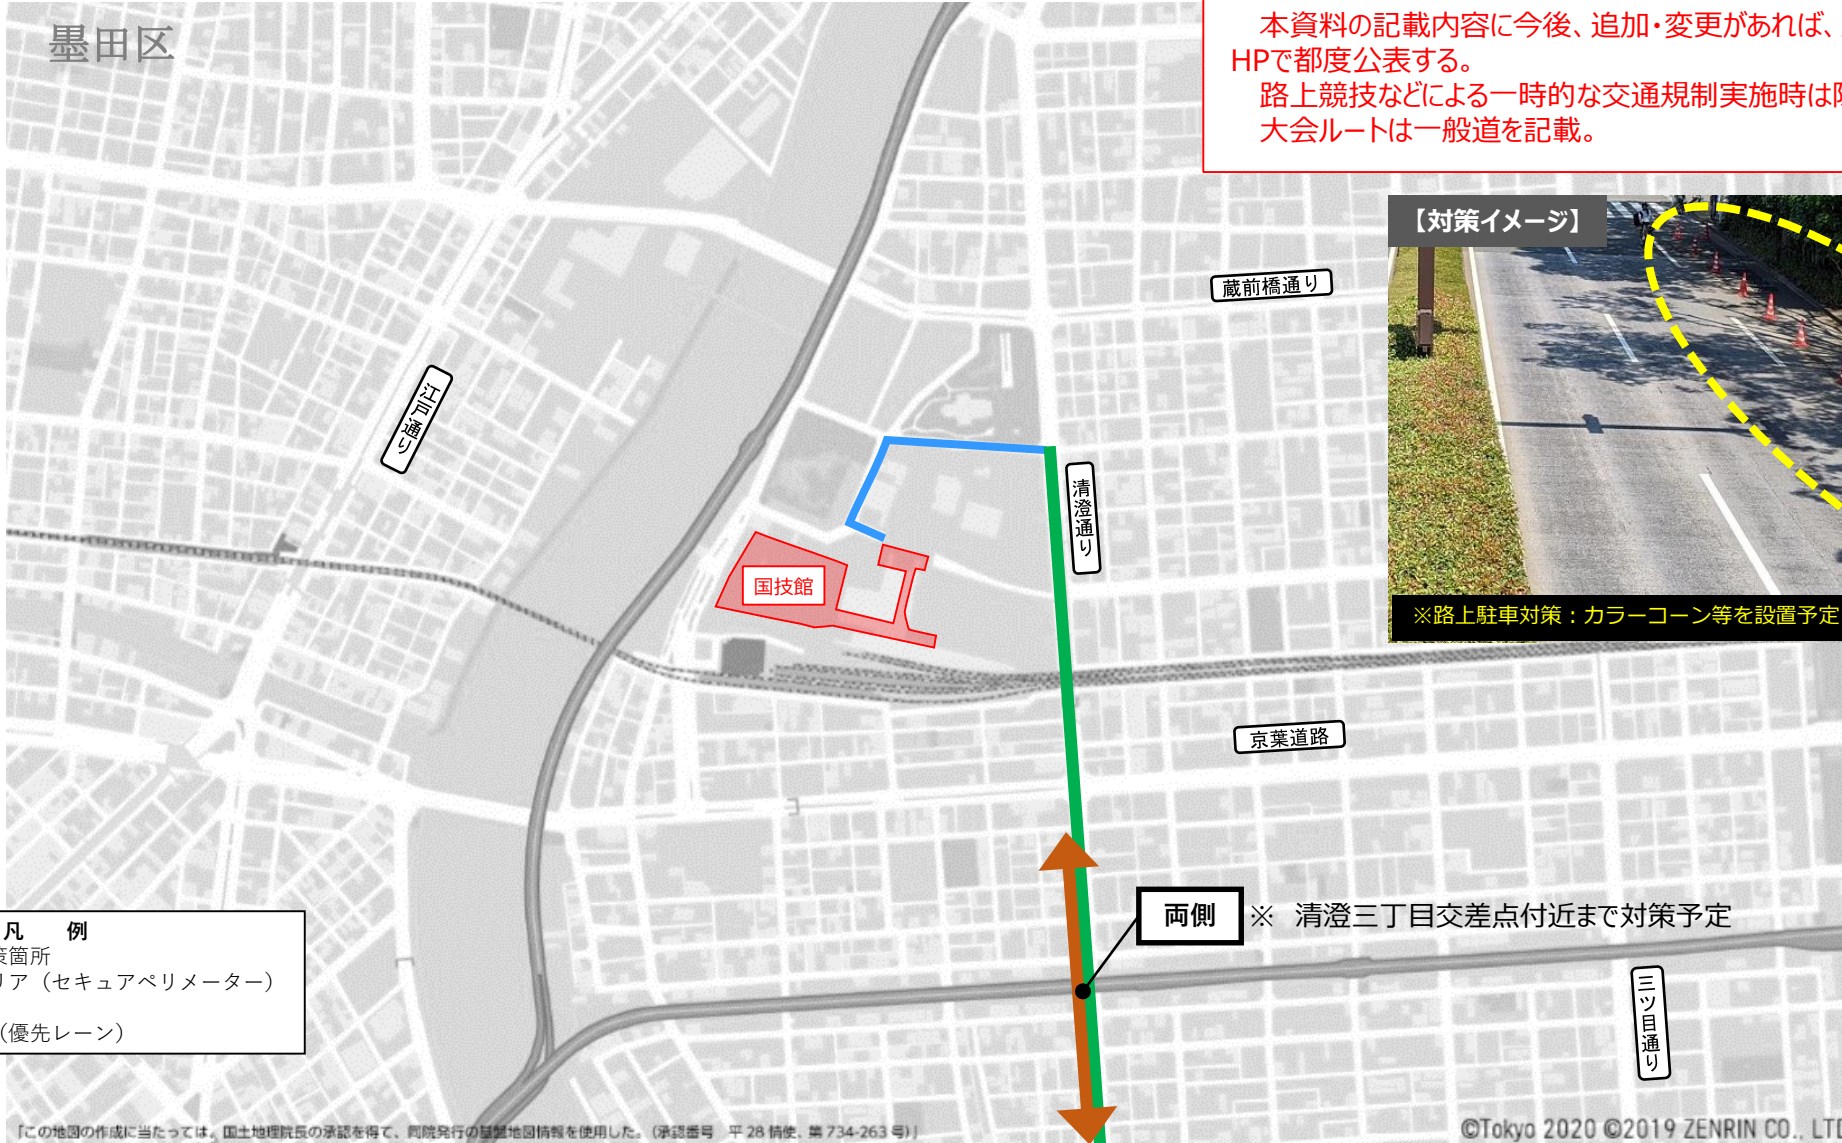 墨田区
本資料の記載内容に今後、追加・変更があれば、
HPで都度公表する。
路上競技などによる一時的な交通規制実施時は
大会ルートは一般道を記載。
【対策イメージ】
蔵前橋通り
江戸通り
清澄通り
国技館
※路上駐車対策：カラーコーン等を設置予定
京葉道路
両側
※ 清澄三丁目交差点付近まで対策予定
三ツ目通り
凡 例
策箇所
リア（セキュアペリメーター）
（優先レーン）
「この地図の作成に当たっては、国土地理院長の承認を得て、同院発行の基盤地図情報を使用した。（承認番号 平 28 情使、第 734-263 号）」
©Tokyo 2020 ©2019 ZENRIN CO., LTD